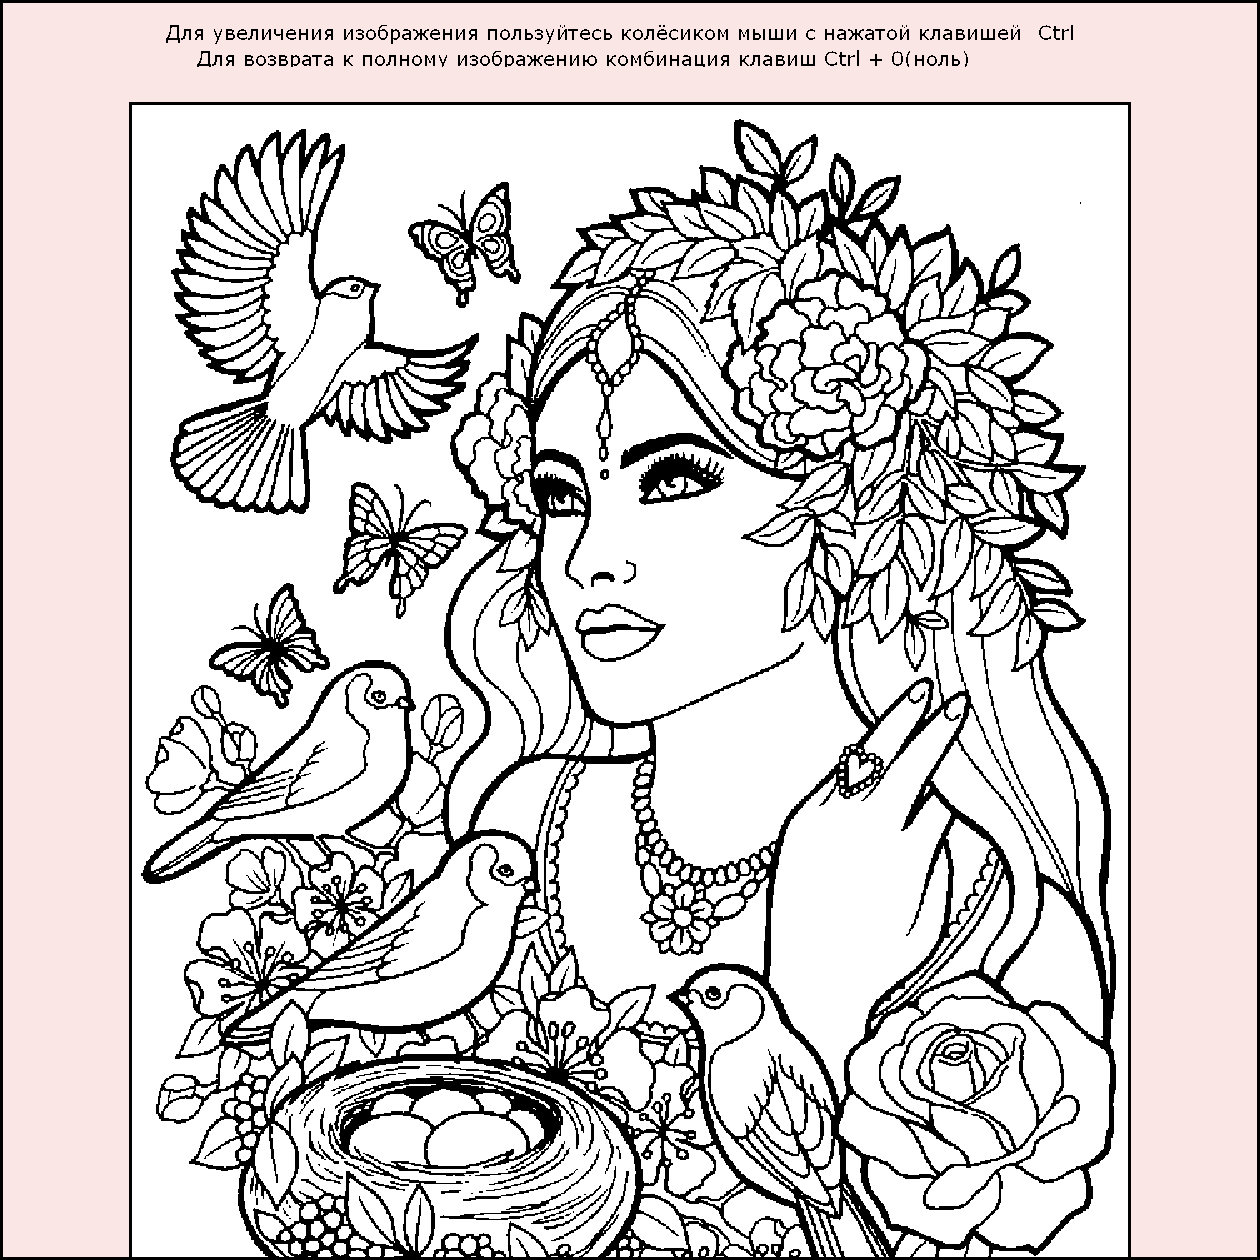 Для увеличения изображения пользуйтесь колёсиком мыши с нажатой клавишей Ctrl
Для возврата к полному изображению комбинация клавиш Ctrl + 0(ноль)